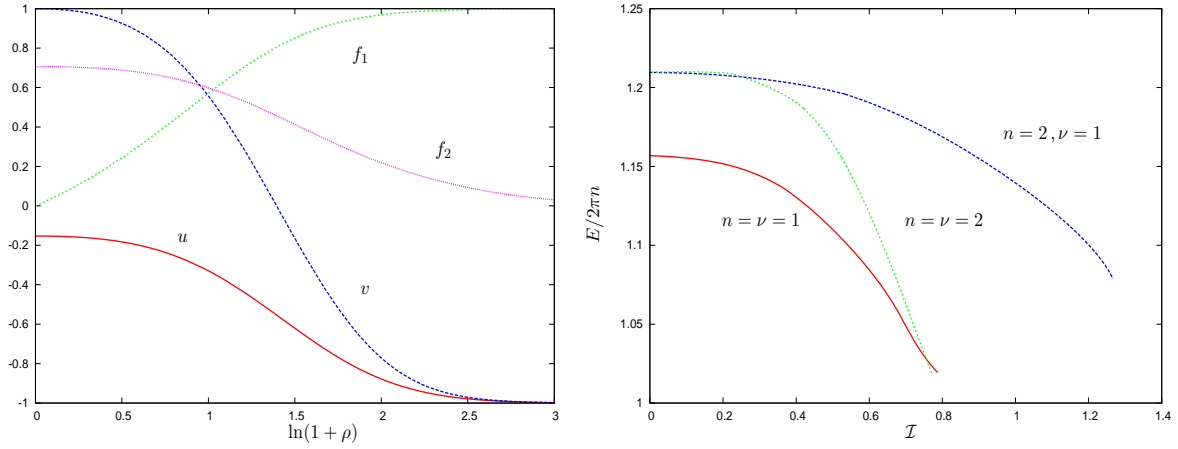 1
0.8
0.6
0.4
0.2
0
-0.2
-0.4
-0.6
-0.8
-1
0 0.5 1 1.5 2 2.5 3
ln(1 + ρ)
f₁
f₂
u
v
1.25
1.2
1.15
1.1
1.05
1
0 0.2 0.4 0.6 0.8 1 1.2 1.4
E/2πn
ℐ
n = 2 , ν = 1
n = ν = 1
n = ν = 2